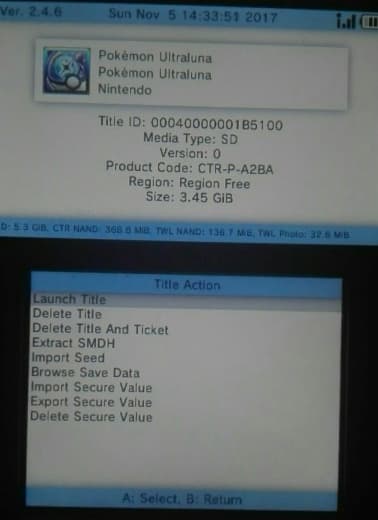 Ver. 2.4.6
Sun Nov 5 14:33:51 2017
Pokémon Ultraluna
Pokémon Ultraluna
Nintendo
Title ID: 00040000001B5100
Media Type: SD
Version: 0
Product Code: CTR-P-A2BA
Region: Region Free
Size: 3.45 GiB
D: 5.3 GiB, CTR NAND: 368.6 MiB, TWL NAND: 136.7 MiB, TWL Photo: 32.6 MiB
Title Action
Launch Title
Delete Title
Delete Title And Ticket
Extract SMDH
Import Seed
Browse Save Data
Import Secure Value
Export Secure Value
Delete Secure Value
A: Select, B: Return